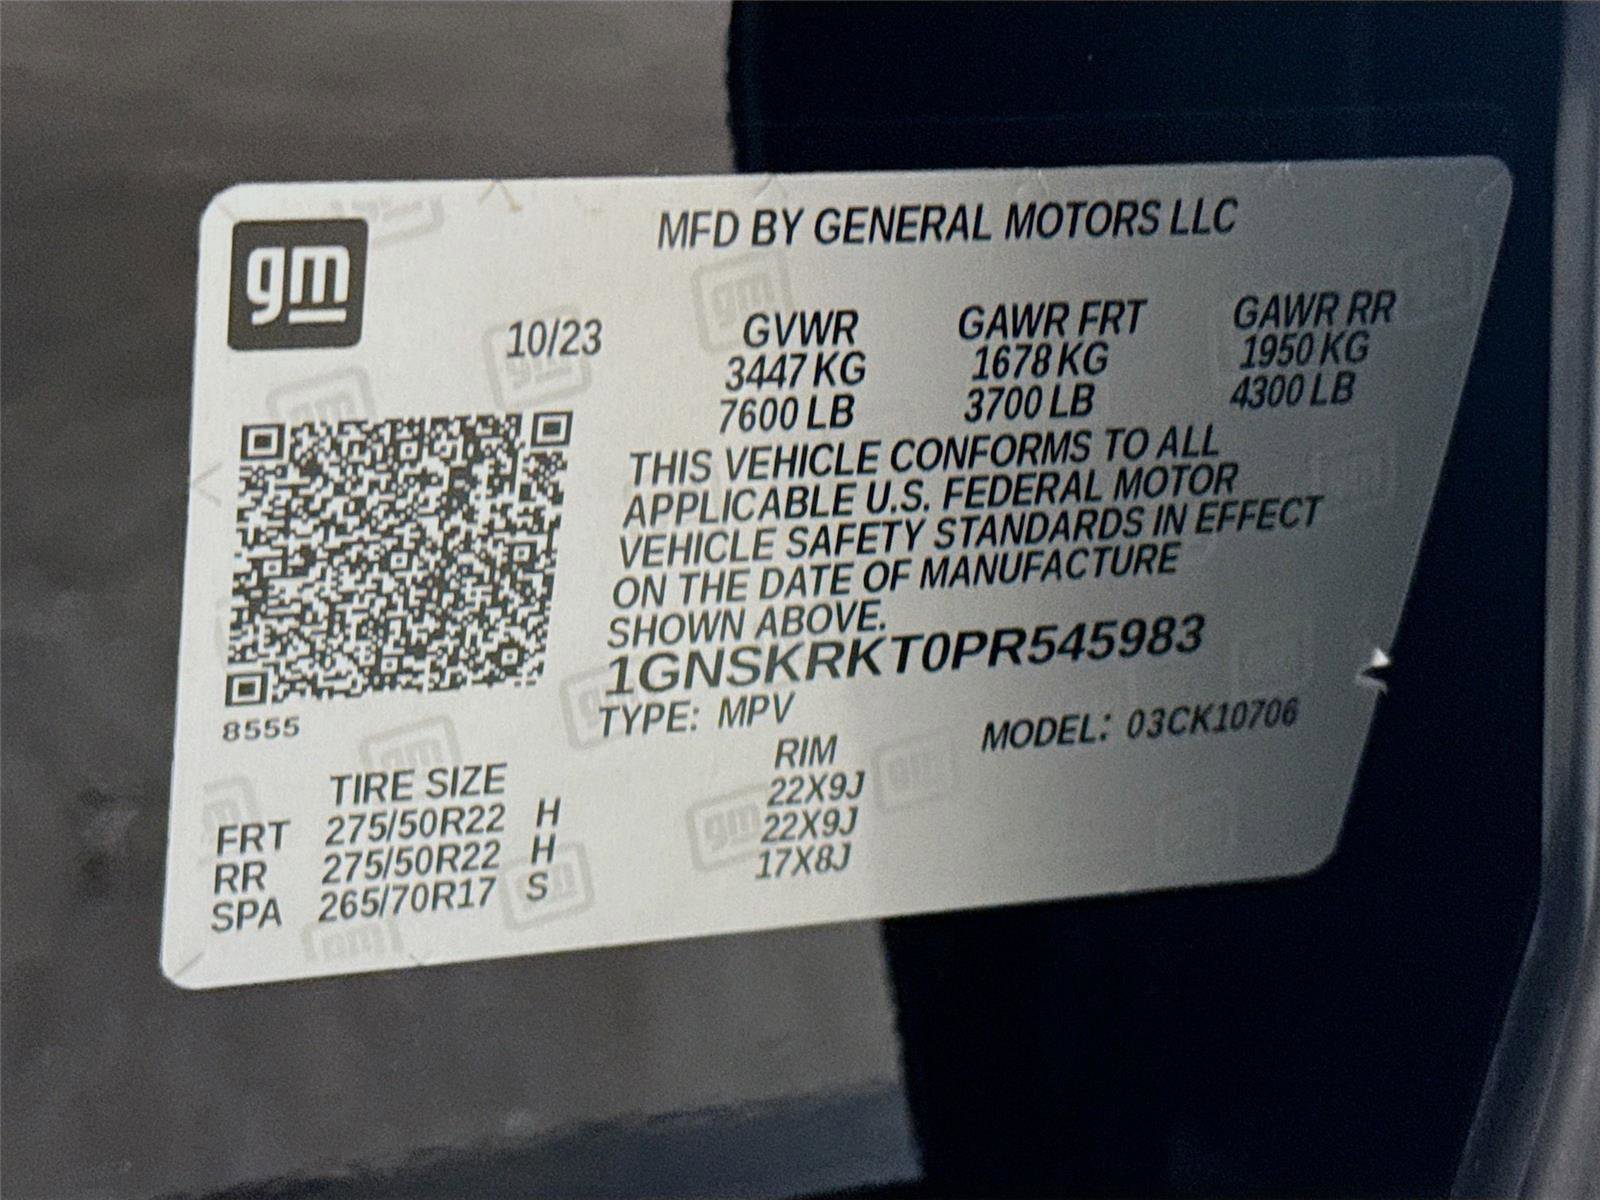 gm
MFD BY GENERAL MOTORS LLC
10/23 GVWR GAWR FRT GAWR RR
3447 KG 1678 KG 1950 KG
7600 LB 3700 LB 4300 LB
THIS VEHICLE CONFORMS TO ALL
APPLICABLE U.S. FEDERAL MOTOR
VEHICLE SAFETY STANDARDS IN EFFECT
ON THE DATE OF MANUFACTURE
SHOWN ABOVE.
1GNSKRKT0PR545983
8555
TYPE: MPV MODEL: 03CK10706
TIRE SIZE RIM
FRT 275/50R22 H 22X9J
RR 275/50R22 H 22X9J
SPA 265/70R17 S 17X8J